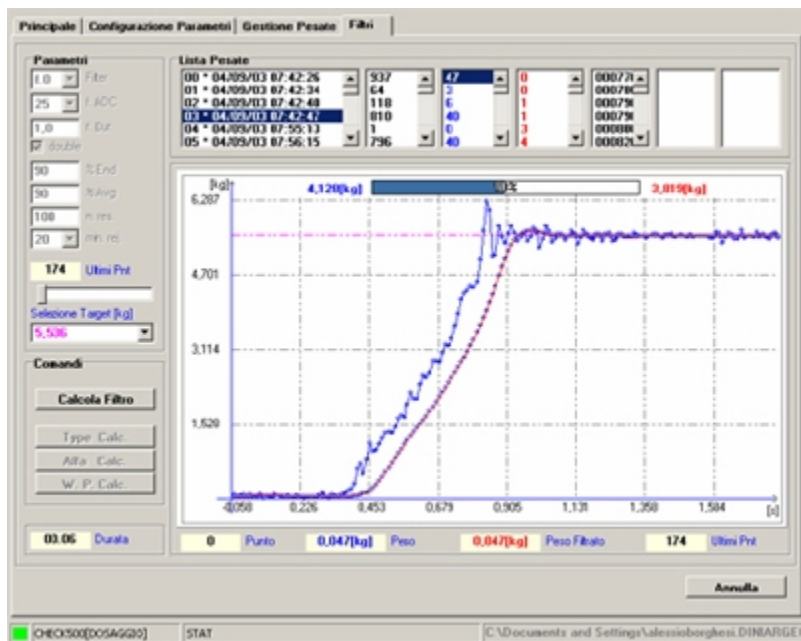 Principale Configurazione Parametri Gestione Pesate Filtri
Parametri
Filter
25 f. ADC
1,0 f. Out
double
90 %End
90 %Avg
100 n. res.
20 min. rej.
174 Ultimi Pnt
Selezione Target [kg]
5,536
Comandi
Calcola Filtro
Type Calc.
Alfa Calc.
W. P. Calc.
03.06 Durata
Lista Pesate
00 * 04/09/03 07:42:26 937 47 0
01 * 04/09/03 07:42:34 64 3 0
02 * 04/09/03 07:42:40 118 6 1
03 * 04/09/03 07:42:47 810 40 1
04 * 04/09/03 07:55:13 1 0 3
05 * 04/09/03 07:56:15 796 40 4
[kg] 4,120[kg] 3,819[kg]
6,287
4,701
3,114
1,528
-0,058 0,226 0,453 0,679 0,905 1,131 1,358 1,584 [s]
0 Punto 0,047[kg] Peso 0,047[kg] Peso Filtrato 174 Ultimi Pnt
Annulla
CHECK500[DOSAGGIO] STAT C:\Documents and Settings\alessioborghesi.DINIARGE